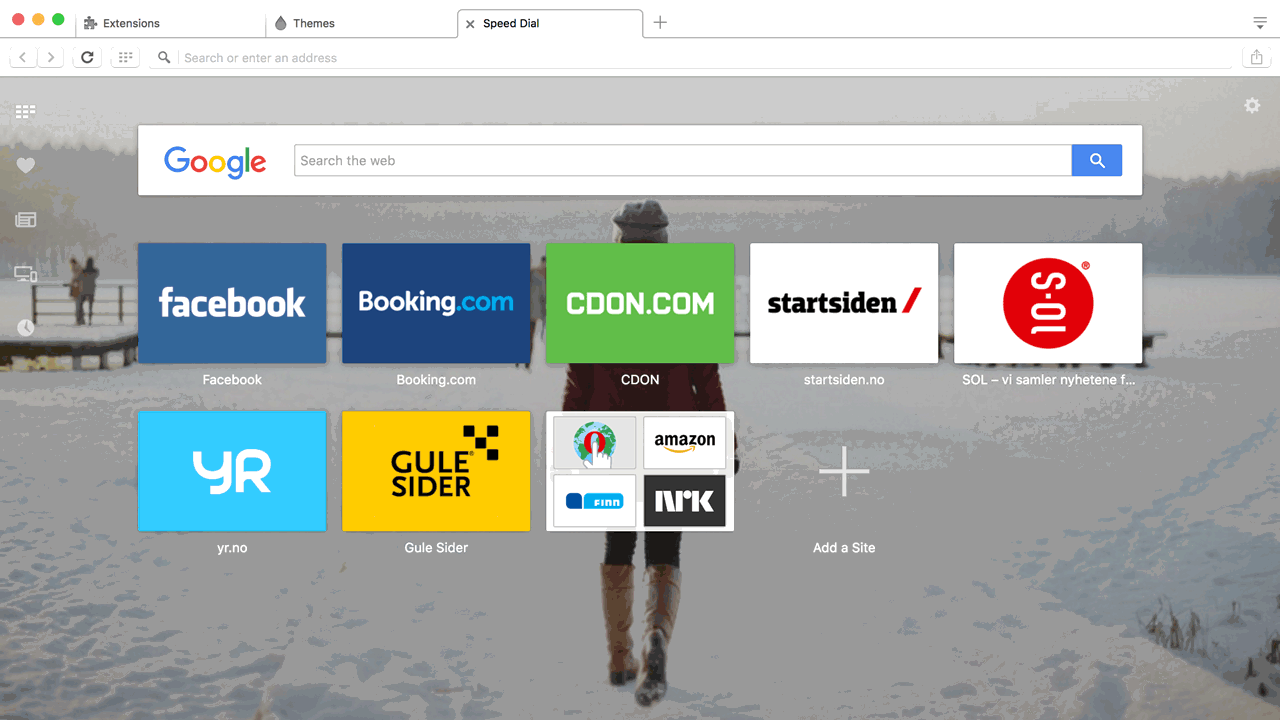 Extensions
Themes
Speed Dial
Search or enter an address
Google
Search the web
facebook
Booking.com
CDON.COM
startsiden
S-01
®
Facebook
Booking.com
CDON
startsiden.no
SOL – vi samler nyhetene f...
YR
GULE
SIDER
®
amazon
FINN
nrk
Add a Site
yr.no
Gule Sider